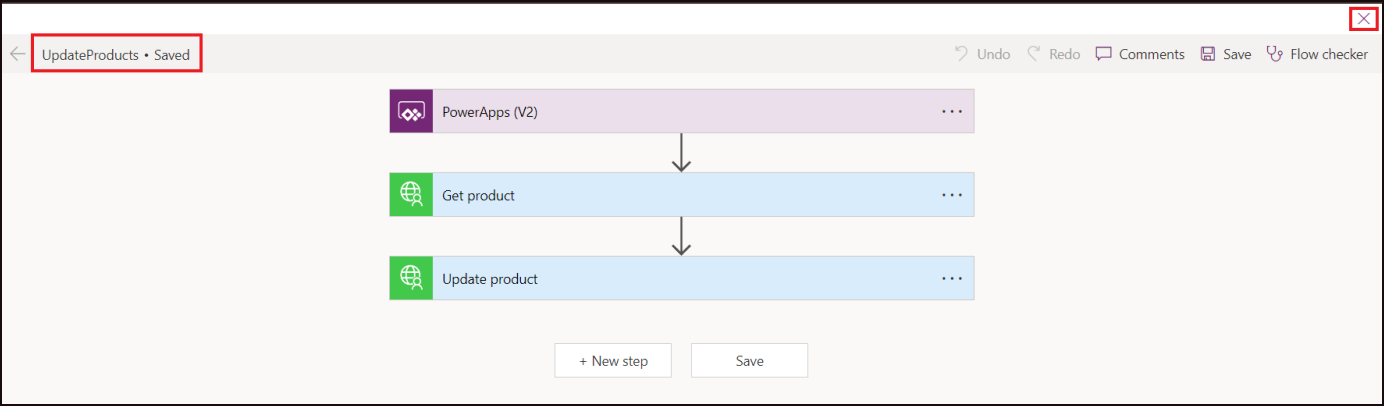 UpdateProducts • Saved
Undo
Redo
Comments
Save
Flow checker
PowerApps (V2)
Get product
Update product
+ New step
Save